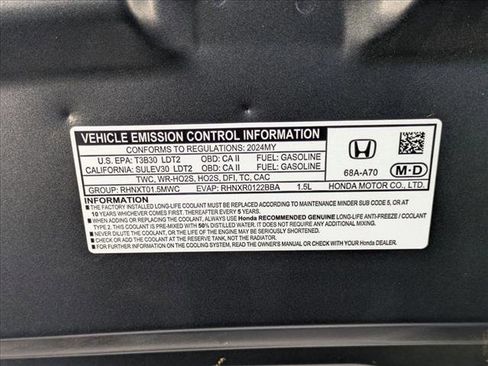 VEHICLE EMISSION CONTROL INFORMATION
CONFORMS TO REGULATIONS: 2024MY
U.S. EPA: T3B30 LDT2 OBD: CA II FUEL: GASOLINE
CALIFORNIA: SULEV30 LDT2 OBD: CA II FUEL: GASOLINE
TWC, WR-HO2S, HO2S, DFI, TC, CAC
GROUP: RHNXT01.5MWC EVAP: RHNXR0122BBA 1.5L
68A-A70
M·D
HONDA MOTOR CO., LTD.
INFORMATION
■ THE FACTORY INSTALLED LONG-LIFE COOLANT MUST BE REPLACED ACCORDING TO MAINTENANCE MINDER SUB CODE 5, OR AT
10 YEARS WHICHEVER COMES FIRST, THEREAFTER EVERY 5 YEARS.
■ WHEN ADDING OR REPLACING THE COOLANT, ALWAYS USE Honda RECOMMENDED GENUINE LONG-LIFE ANTI-FREEZE / COOLANT
TYPE 2. THIS COOLANT IS PRE-MIXED WITH 50% DISTILLED WATER. IT DOES NOT REQUIRE ANY ADDITIONAL MIXING.
■ NEVER DILUTE THE COOLANT, OR THE LIFE OF THE ENGINE MAY BE SERIOUSLY SHORTENED.
■ CHECK OR ADD THE COOLANT AT THE RESERVE TANK, NOT THE RADIATOR.
■ FOR FURTHER INFORMATION ON THE COOLING SYSTEM, READ THE OWNER'S MANUAL OR CHECK WITH YOUR Honda DEALER.